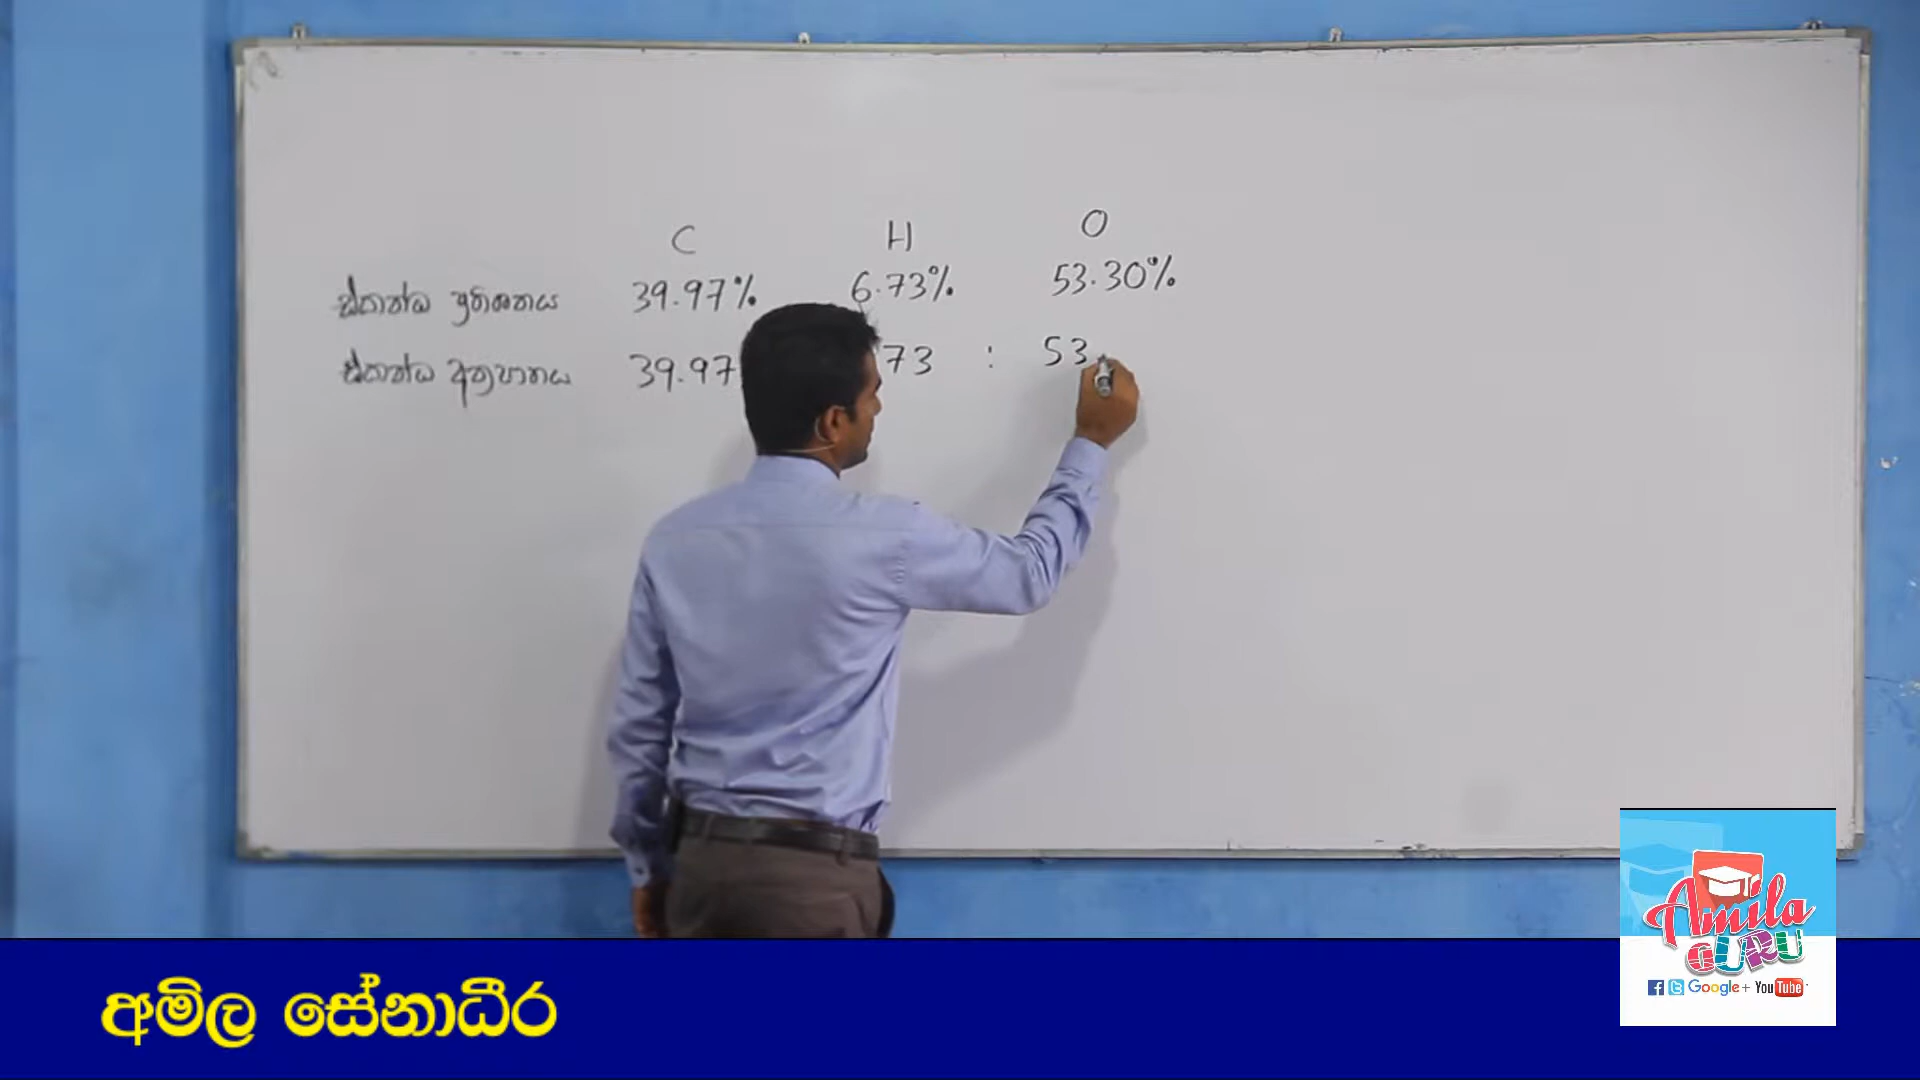 C H O
ස්කන්ධ ප්‍රතිශතය 39.97% 6.73% 53.30%
ස්කන්ධ අනුපාතය 39.97 73 : 53.
Amila
GURU
Google+ YouTube
අමිල සේනාධීර